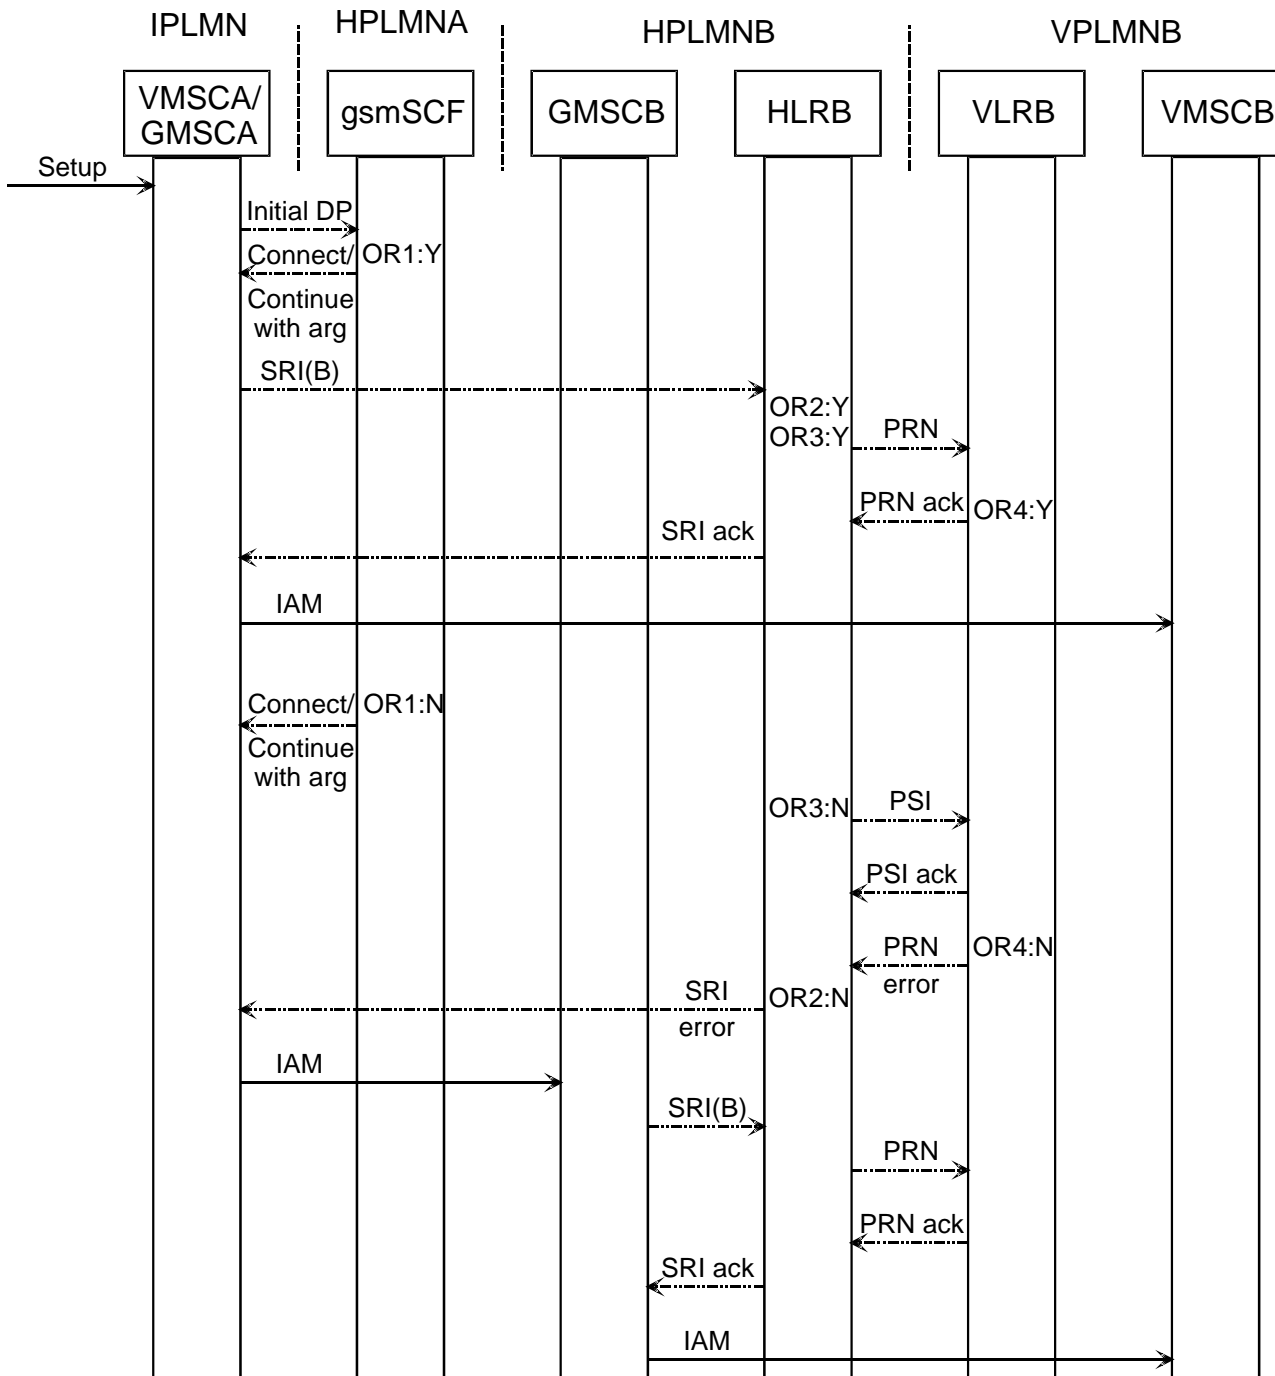 IPLMN
HPLMNA
HPLMNB
VPLMNB
VMSCA/
GMSCA
gsmSCF
GMSCB
HLRB
VLRB
VMSCB
Setup
Initial DP
Connect/
OR1:Y
Continue
with arg
SRI(B)
OR2:Y
OR3:Y
PRN
PRN ack
OR4:Y
SRI ack
IAM
Connect/
OR1:N
Continue
with arg
OR3:N
PSI
PSI ack
PRN
error
OR4:N
SRI
error
OR2:N
IAM
SRI(B)
PRN
PRN ack
SRI ack
IAM